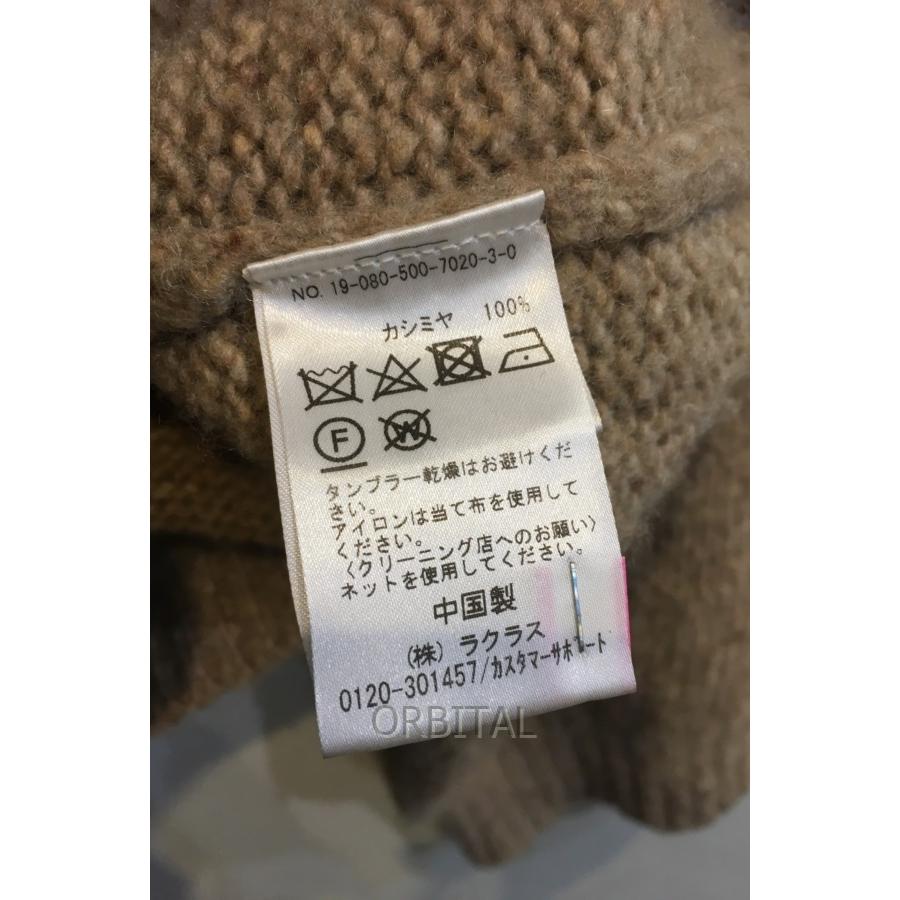 NO. 19-080-500-7020-3-0
カシミヤ 100%
F
W
タンブラー乾燥はお避けくだ
さい。
アイロンは当て布を使用して
ください。
〈クリーニング店へのお願い〉
ネットを使用してください。
中国製
(株) ラクラス
0120-301457/カスタマーサポート
ORBITAL